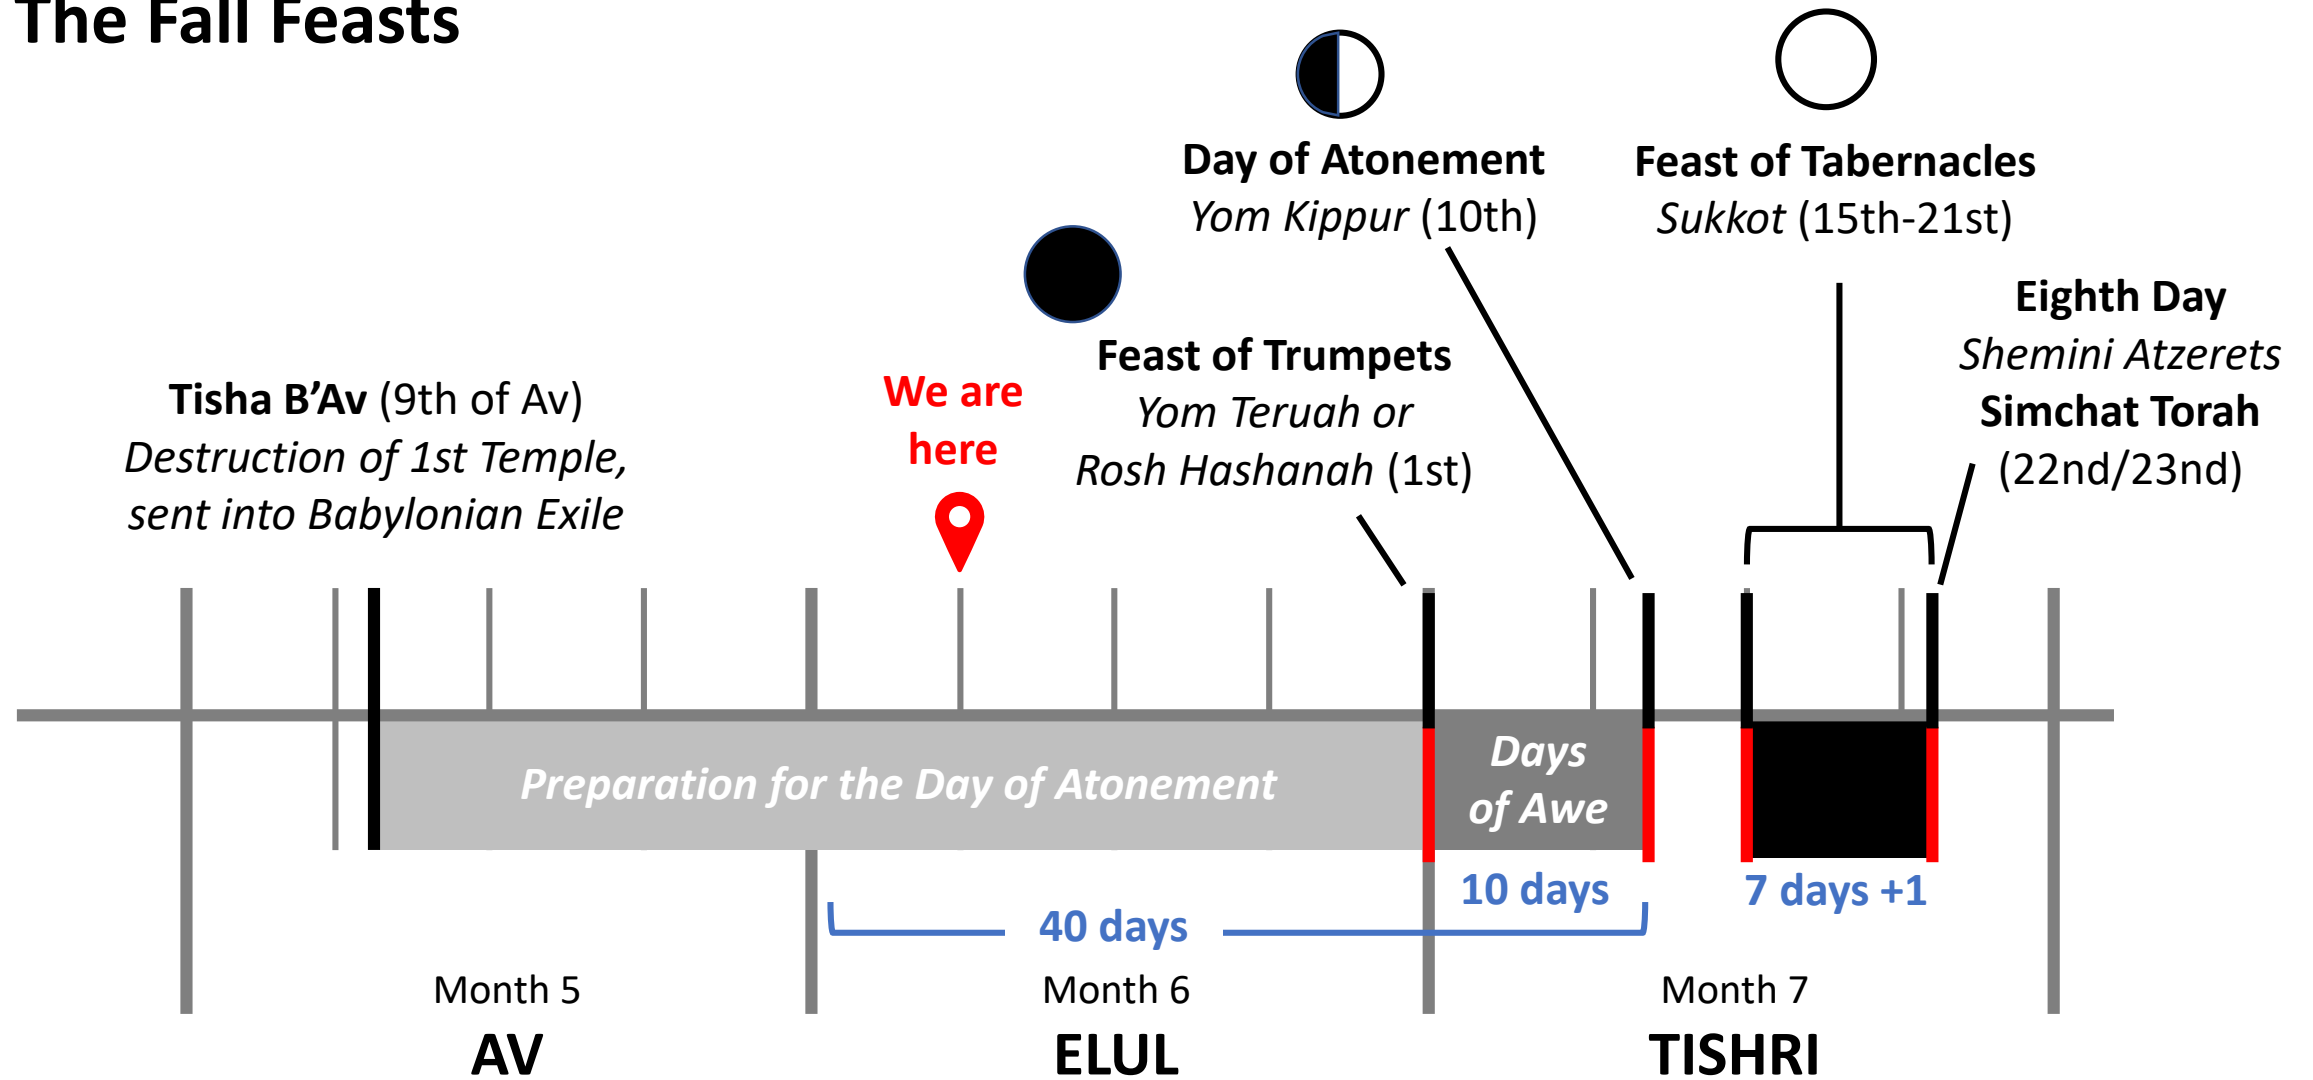 The Fall Feasts
Day of Atonement
Yom Kippur (10th)
Feast of Tabernacles
Sukkot (15th-21st)
Eighth Day
Shemini Atzerets
Simchat Torah
(22nd/23nd)
Feast of Trumpets
Yom Teruah or
Rosh Hashanah (1st)
We are
here
Tisha B’Av (9th of Av)
Destruction of 1st Temple,
sent into Babylonian Exile
Preparation for the Day of Atonement
Days
of Awe
10 days
7 days +1
40 days
Month 5
AV
Month 6
ELUL
Month 7
TISHRI